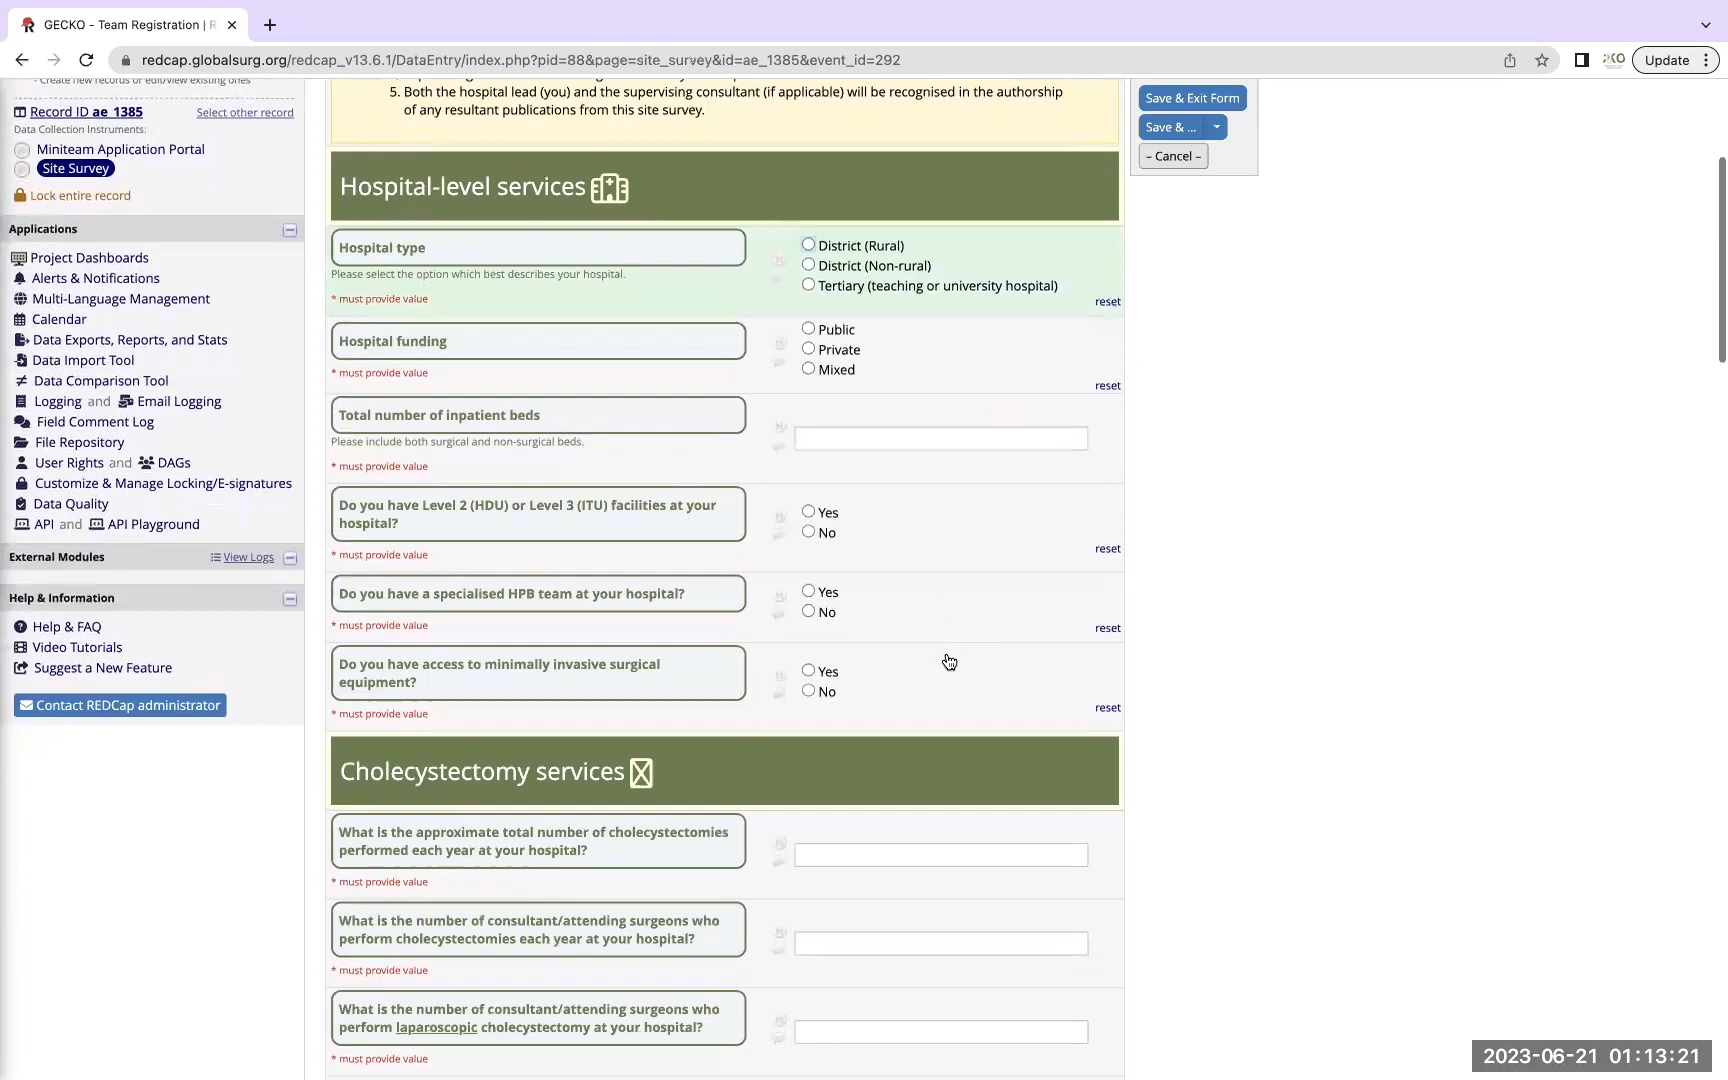 GECKO - Team Registration | R
redcap.globalsurg.org/redcap_v13.6.1/DataEntry/index.php?pid=88&page=site_survey&id=ae_1385&event_id=292
Update
- Create new records or edit/view existing ones
Record ID ae_1385 Select other record
Data Collection Instruments:
Miniteam Application Portal
Site Survey
Lock entire record
Applications
Project Dashboards
Alerts & Notifications
Multi-Language Management
Calendar
Data Exports, Reports, and Stats
Data Import Tool
Data Comparison Tool
Logging and Email Logging
Field Comment Log
File Repository
User Rights and DAGs
Customize & Manage Locking/E-signatures
Data Quality
API and API Playground
External Modules View Logs
Help & Information
Help & FAQ
Video Tutorials
Suggest a New Feature
Contact REDCap administrator
5. Both the hospital lead (you) and the supervising consultant (if applicable) will be recognised in the authorship
of any resultant publications from this site survey.
Save & Exit Form
Save & ...
– Cancel –
Hospital-level services
Hospital type
Please select the option which best describes your hospital.
* must provide value
District (Rural)
District (Non-rural)
Tertiary (teaching or university hospital)
reset
Hospital funding
* must provide value
Public
Private
Mixed
reset
Total number of inpatient beds
Please include both surgical and non-surgical beds.
* must provide value
Do you have Level 2 (HDU) or Level 3 (ITU) facilities at your
hospital?
* must provide value
Yes
No
reset
Do you have a specialised HPB team at your hospital?
* must provide value
Yes
No
reset
Do you have access to minimally invasive surgical
equipment?
* must provide value
Yes
No
reset
Cholecystectomy services
What is the approximate total number of cholecystectomies
performed each year at your hospital?
* must provide value
What is the number of consultant/attending surgeons who
perform cholecystectomies each year at your hospital?
* must provide value
What is the number of consultant/attending surgeons who
perform laparoscopic cholecystectomy at your hospital?
* must provide value
2023-06-21 01:13:21